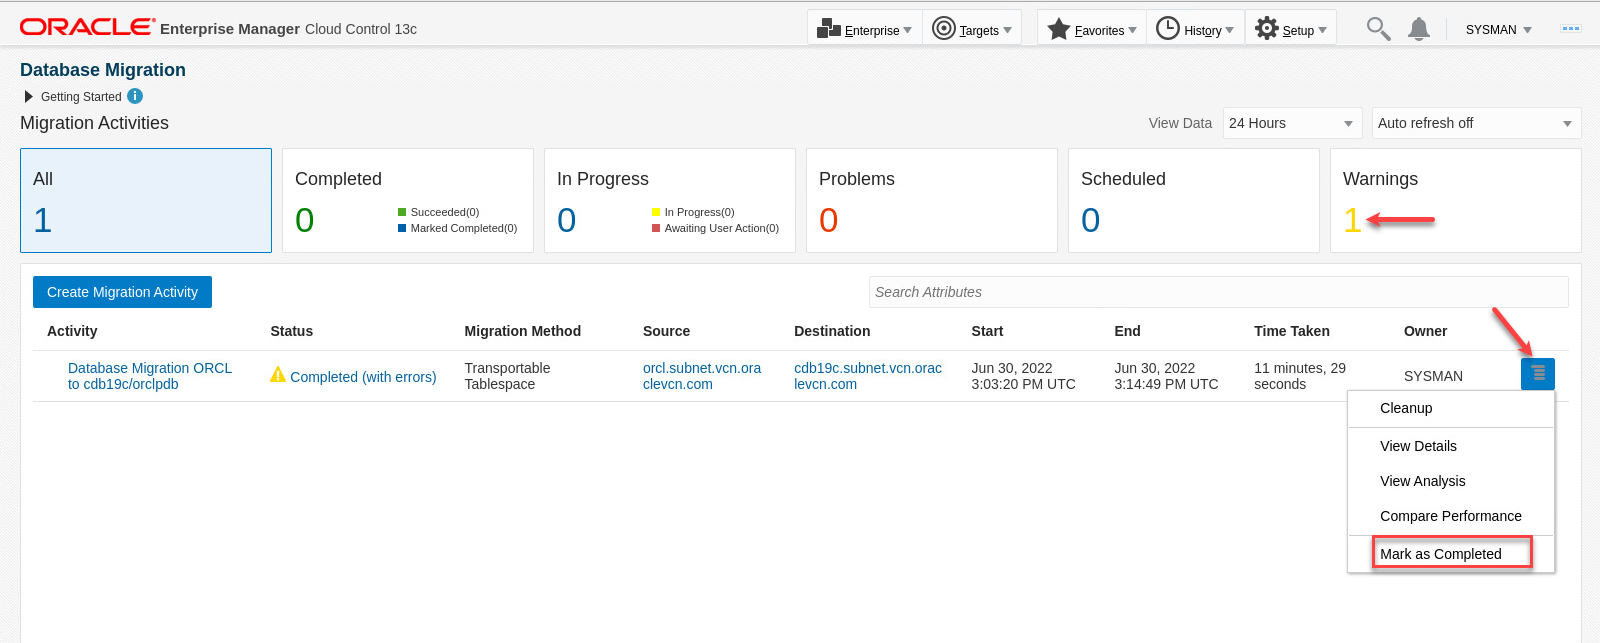 ORACLE® Enterprise Manager Cloud Control 13c
Enterprise Targets Favorites History Setup SYSMAN
Database Migration
Getting Started i
Migration Activities
View Data 24 Hours Auto refresh off
All
1
Completed
0
Succeeded(0)
Marked Completed(0)
In Progress
0
In Progress(0)
Awaiting User Action(0)
Problems
0
Scheduled
0
Warnings
1
Create Migration Activity
Search Attributes
Activity Status Migration Method Source Destination Start End Time Taken Owner
Database Migration ORCL
to cdb19c/orclpdb
Completed (with errors)
Transportable
Tablespace
orcl.subnet.vcn.ora
clevcn.com
cdb19c.subnet.vcn.orac
levcn.com
Jun 30, 2022
3:03:20 PM UTC
Jun 30, 2022
3:14:49 PM UTC
11 minutes, 29
seconds
SYSMAN
Cleanup
View Details
View Analysis
Compare Performance
Mark as Completed